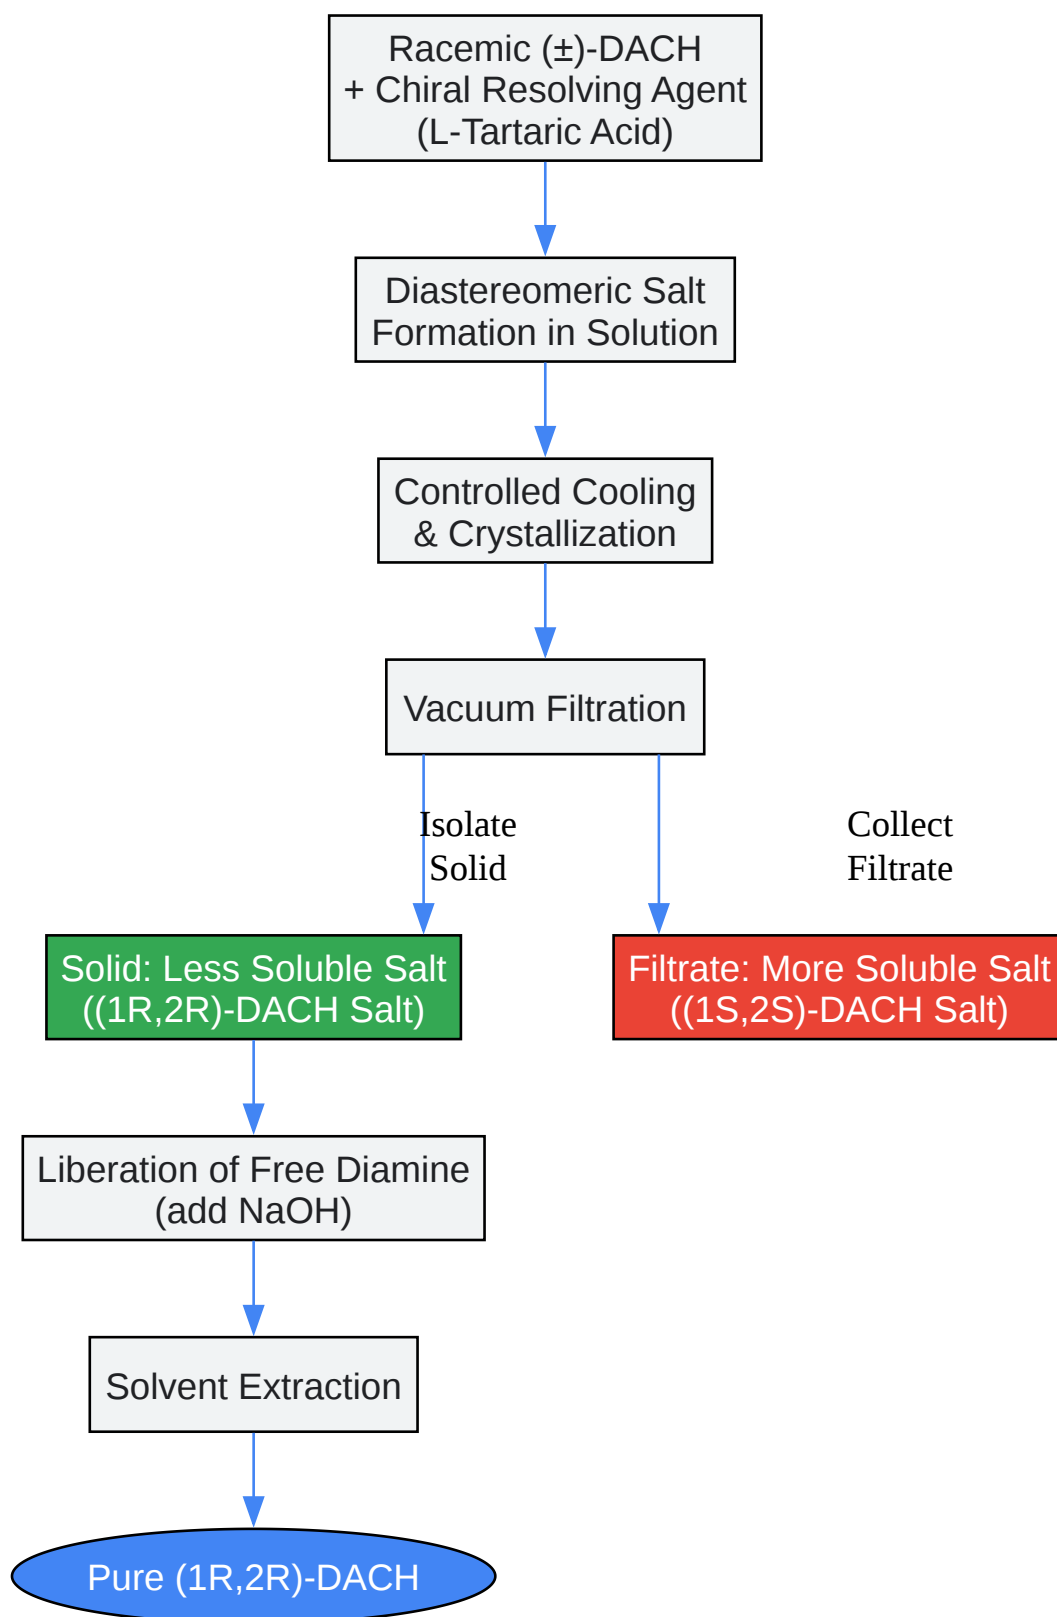 Racemic (±)-DACH
+ Chiral Resolving Agent
(L-Tartaric Acid)
Diastereomeric Salt
Formation in Solution
Controlled Cooling
& Crystallization
Vacuum Filtration
Isolate
Solid
Collect
Filtrate
Solid: Less Soluble Salt
((1R,2R)-DACH Salt)
Filtrate: More Soluble Salt
((1S,2S)-DACH Salt)
Liberation of Free Diamine
(add NaOH)
Solvent Extraction
Pure (1R,2R)-DACH